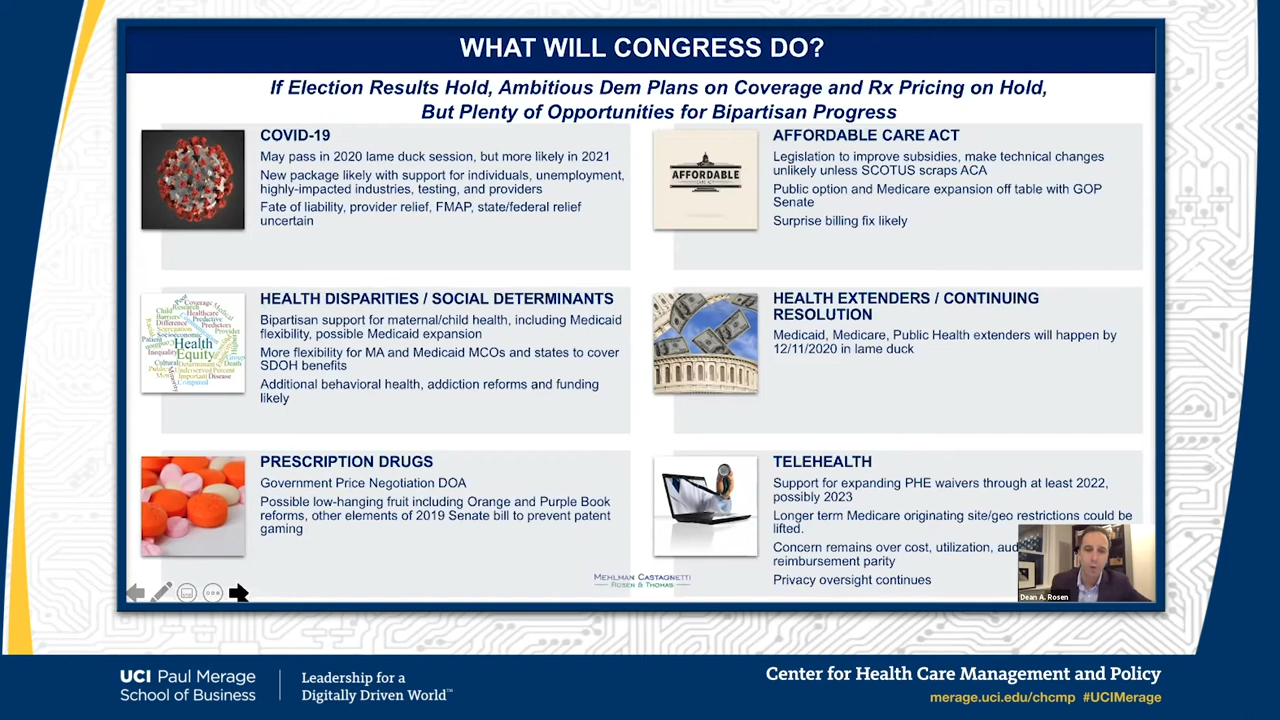 WHAT WILL CONGRESS DO?
If Election Results Hold, Ambitious Dem Plans on Coverage and Rx Pricing on Hold,
But Plenty of Opportunities for Bipartisan Progress
COVID-19
May pass in 2020 lame duck session, but more likely in 2021
New package likely with support for individuals, unemployment,
highly-impacted industries, testing, and providers
Fate of liability, provider relief, FMAP, state/federal relief
uncertain
AFFORDABLE
CARE ACT
AFFORDABLE CARE ACT
Legislation to improve subsidies, make technical changes
unlikely unless SCOTUS scraps ACA
Public option and Medicare expansion off table with GOP
Senate
Surprise billing fix likely
Health
Equity
HEALTH DISPARITIES / SOCIAL DETERMINANTS
Bipartisan support for maternal/child health, including Medicaid
flexibility, possible Medicaid expansion
More flexibility for MA and Medicaid MCOs and states to cover
SDOH benefits
Additional behavioral health, addiction reforms and funding
likely
HEALTH EXTENDERS / CONTINUING
RESOLUTION
Medicaid, Medicare, Public Health extenders will happen by
12/11/2020 in lame duck
PRESCRIPTION DRUGS
Government Price Negotiation DOA
Possible low-hanging fruit including Orange and Purple Book
reforms, other elements of 2019 Senate bill to prevent patent
gaming
TELEHEALTH
Support for expanding PHE waivers through at least 2022,
possibly 2023
Longer term Medicare originating site/geo restrictions could be
lifted.
Concern remains over cost, utilization,
reimbursement parity
Privacy oversight continues
MEHLMAN CASTAGNETTI
ROSEN & THOMAS
Dean A. Rosen
UCI Paul Merage
School of Business
Leadership for a
Digitally Driven World™
Center for Health Care Management and Policy
merage.uci.edu/chcmp #UCIMerage